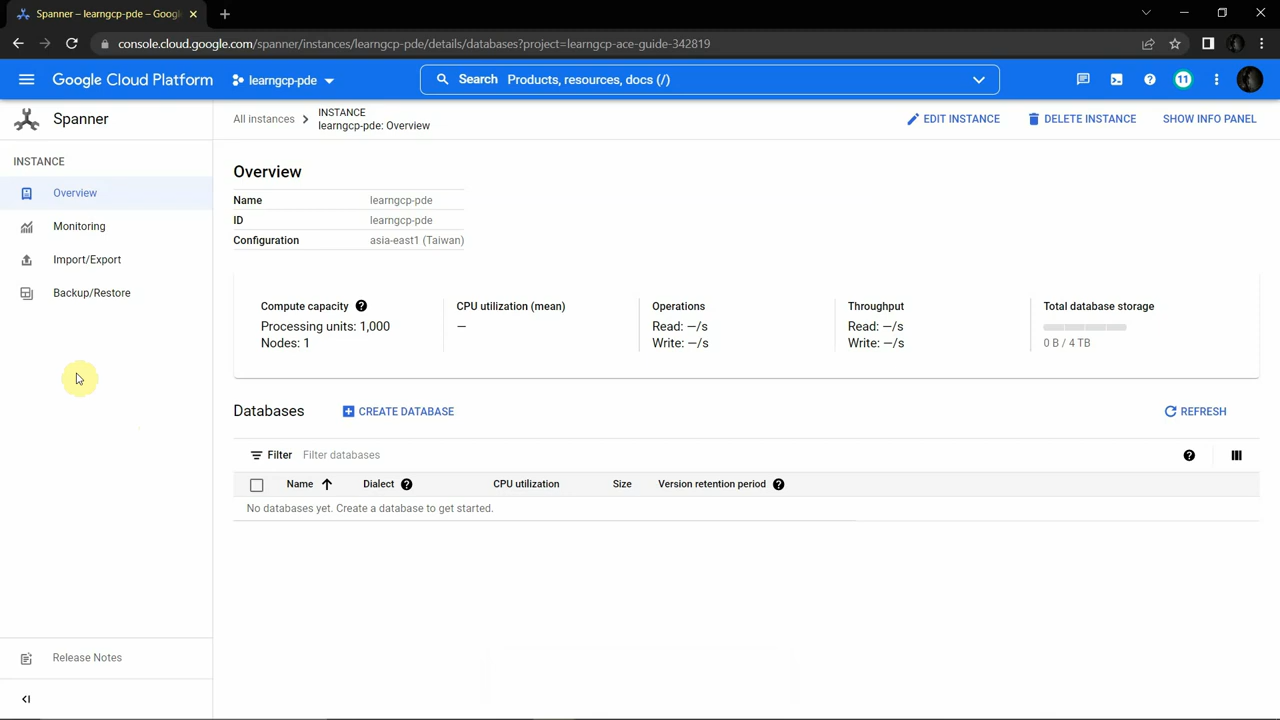 Spanner – learngcp-pde – Googl
console.cloud.google.com/spanner/instances/learngcp-pde/details/databases?project=learngcp-ace-guide-342819
Google Cloud Platform
learngcp-pde
Search Products, resources, docs (/)
11
Spanner
All instances
INSTANCE
learngcp-pde: Overview
EDIT INSTANCE
DELETE INSTANCE
SHOW INFO PANEL
INSTANCE
Overview
Monitoring
Import/Export
Backup/Restore
Overview
Name learngcp-pde
ID learngcp-pde
Configuration asia-east1 (Taiwan)
Compute capacity
Processing units: 1,000
Nodes: 1
CPU utilization (mean)
—
Operations
Read: —/s
Write: —/s
Throughput
Read: —/s
Write: —/s
Total database storage
0 B / 4 TB
Databases
CREATE DATABASE
REFRESH
Filter Filter databases
Name Dialect CPU utilization Size Version retention period
No databases yet. Create a database to get started.
Release Notes